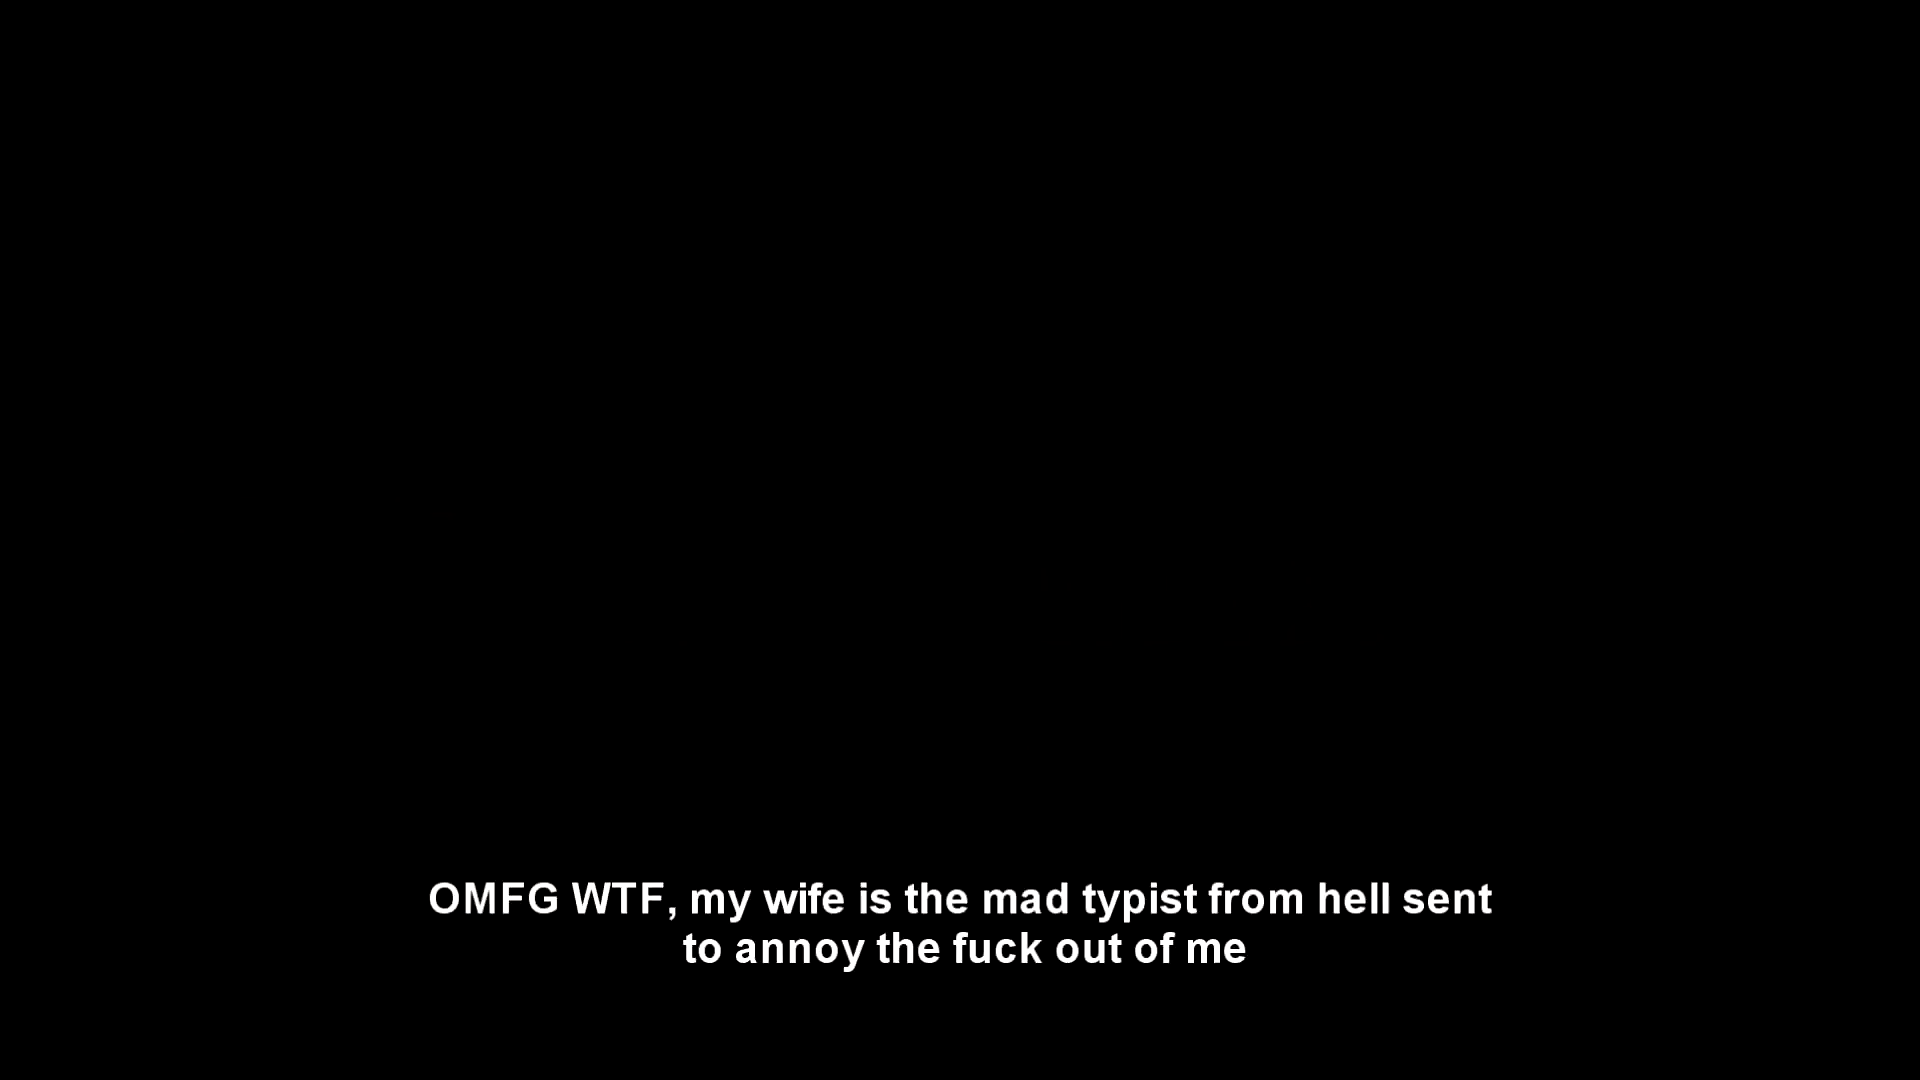 OMFG WTF, my wife is the mad typist from hell sent
to annoy the fuck out of me